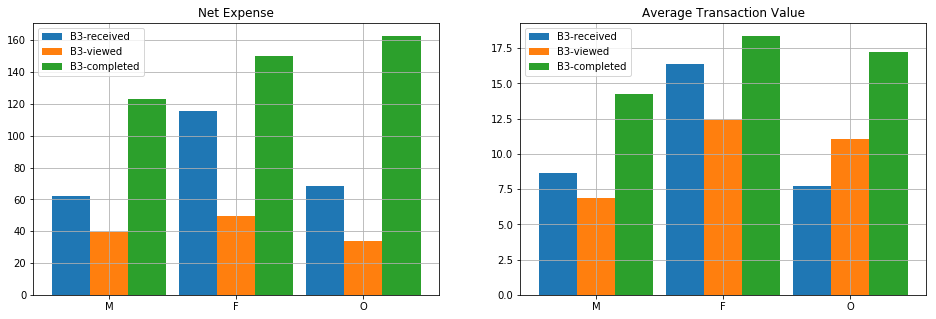 Net Expense
160
140
120
100
80
60
40
20
0
B3-received
B3-viewed
B3-completed
M F O
Average Transaction Value
17.5
15.0
12.5
10.0
7.5
5.0
2.5
0.0
B3-received
B3-viewed
B3-completed
M F O